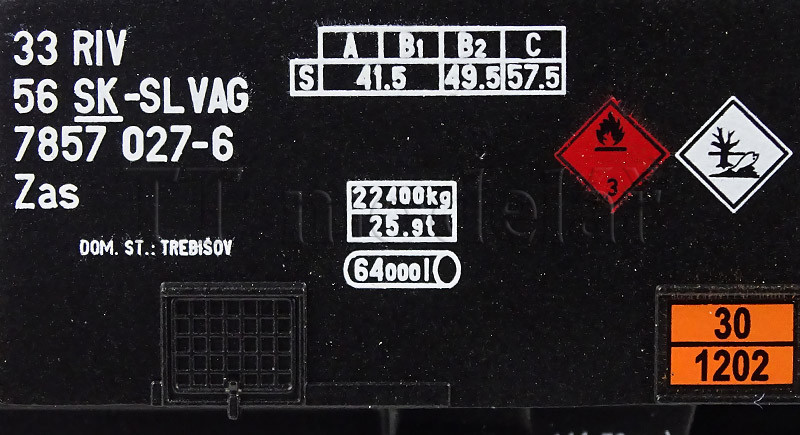 33 RIV
56 SK-SLVAG
7857 027-6
Zas
DOM. ST.: TREBIŠOV
A B1 B2 C
S 41.5 49.5 57.5
22400kg
25.9t
64000l
3
30
1202